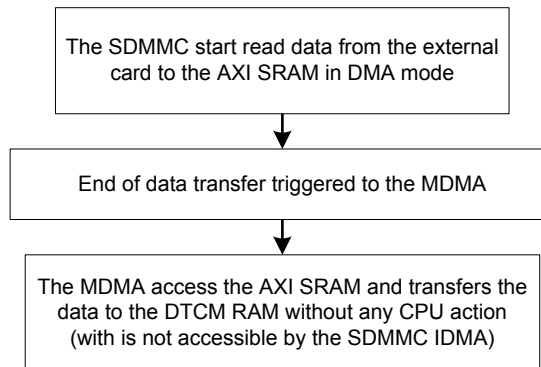 The SDMMC start read data from the external
card to the AXI SRAM in DMA mode
End of data transfer triggered to the MDMA
The MDMA access the AXI SRAM and transfers the
data to the DTCM RAM without any CPU action
(with is not accessible by the SDMMC IDMA)